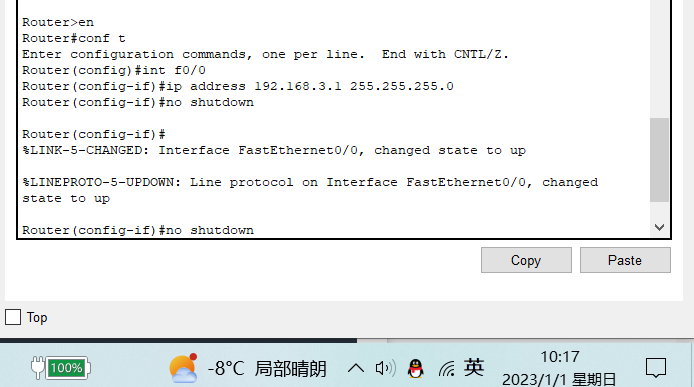 Router>en
Router#conf t
Enter configuration commands, one per line.  End with CNTL/Z.
Router(config)#int f0/0
Router(config-if)#ip address 192.168.3.1 255.255.255.0
Router(config-if)#no shutdown
Router(config-if)#
%LINK-5-CHANGED: Interface FastEthernet0/0, changed state to up
%LINEPROTO-5-UPDOWN: Line protocol on Interface FastEthernet0/0, changed
state to up
Router(config-if)#no shutdown
Copy
Paste
Top
100%
-8°C 局部晴朗
英
10:17
2023/1/1 星期日